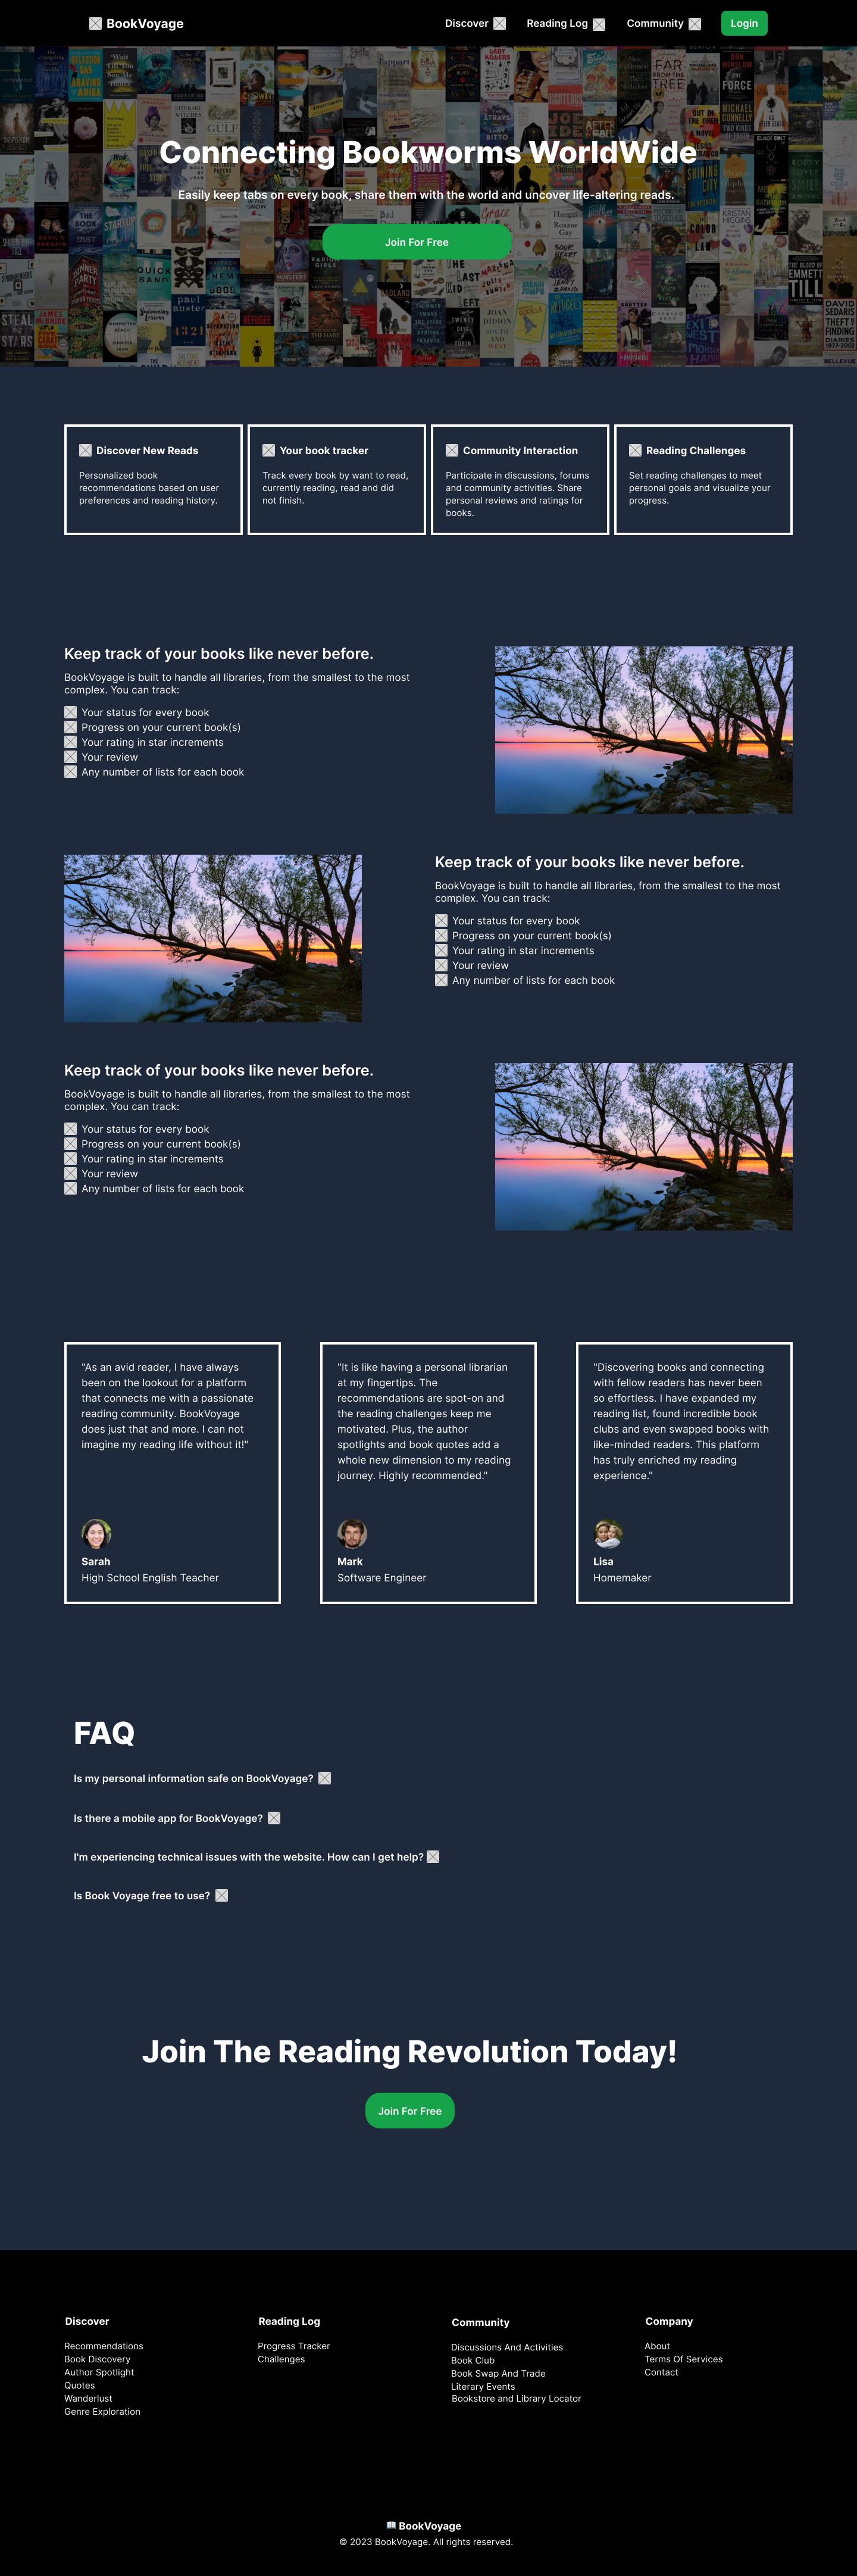 BookVoyage
Discover
Reading Log
Community
Login
Connecting Bookworms WorldWide
Easily keep tabs on every book, share them with the world and uncover life-altering reads.
Join For Free
Discover New Reads
Personalized book
recommendations based on user
preferences and reading history.
Your book tracker
Track every book by want to read,
currently reading, read and did
not finish.
Community Interaction
Participate in discussions, forums
and community activities. Share
personal reviews and ratings for
books.
Reading Challenges
Set reading challenges to meet
personal goals and visualize your
progress.
Keep track of your books like never before.
BookVoyage is built to handle all libraries, from the smallest to the most
complex. You can track:
Your status for every book
Progress on your current book(s)
Your rating in star increments
Your review
Any number of lists for each book
Keep track of your books like never before.
BookVoyage is built to handle all libraries, from the smallest to the most
complex. You can track:
Your status for every book
Progress on your current book(s)
Your rating in star increments
Your review
Any number of lists for each book
Keep track of your books like never before.
BookVoyage is built to handle all libraries, from the smallest to the most
complex. You can track:
Your status for every book
Progress on your current book(s)
Your rating in star increments
Your review
Any number of lists for each book
"As an avid reader, I have always
been on the lookout for a platform
that connects me with a passionate
reading community. BookVoyage
does just that and more. I can not
imagine my reading life without it!"
Sarah
High School English Teacher
"It is like having a personal librarian
at my fingertips. The
recommendations are spot-on and
the reading challenges keep me
motivated. Plus, the author
spotlights and book quotes add a
whole new dimension to my reading
journey. Highly recommended."
Mark
Software Engineer
"Discovering books and connecting
with fellow readers has never been
so effortless. I have expanded my
reading list, found incredible book
clubs and even swapped books with
like-minded readers. This platform
has truly enriched my reading
experience."
Lisa
Homemaker
FAQ
Is my personal information safe on BookVoyage?
Is there a mobile app for BookVoyage?
I'm experiencing technical issues with the website. How can I get help?
Is Book Voyage free to use?
Join The Reading Revolution Today!
Join For Free
Discover
Recommendations
Book Discovery
Author Spotlight
Quotes
Wanderlust
Genre Exploration
Reading Log
Progress Tracker
Challenges
Community
Discussions And Activities
Book Club
Book Swap And Trade
Literary Events
Bookstore and Library Locator
Company
About
Terms Of Services
Contact
BookVoyage
© 2023 BookVoyage. All rights reserved.